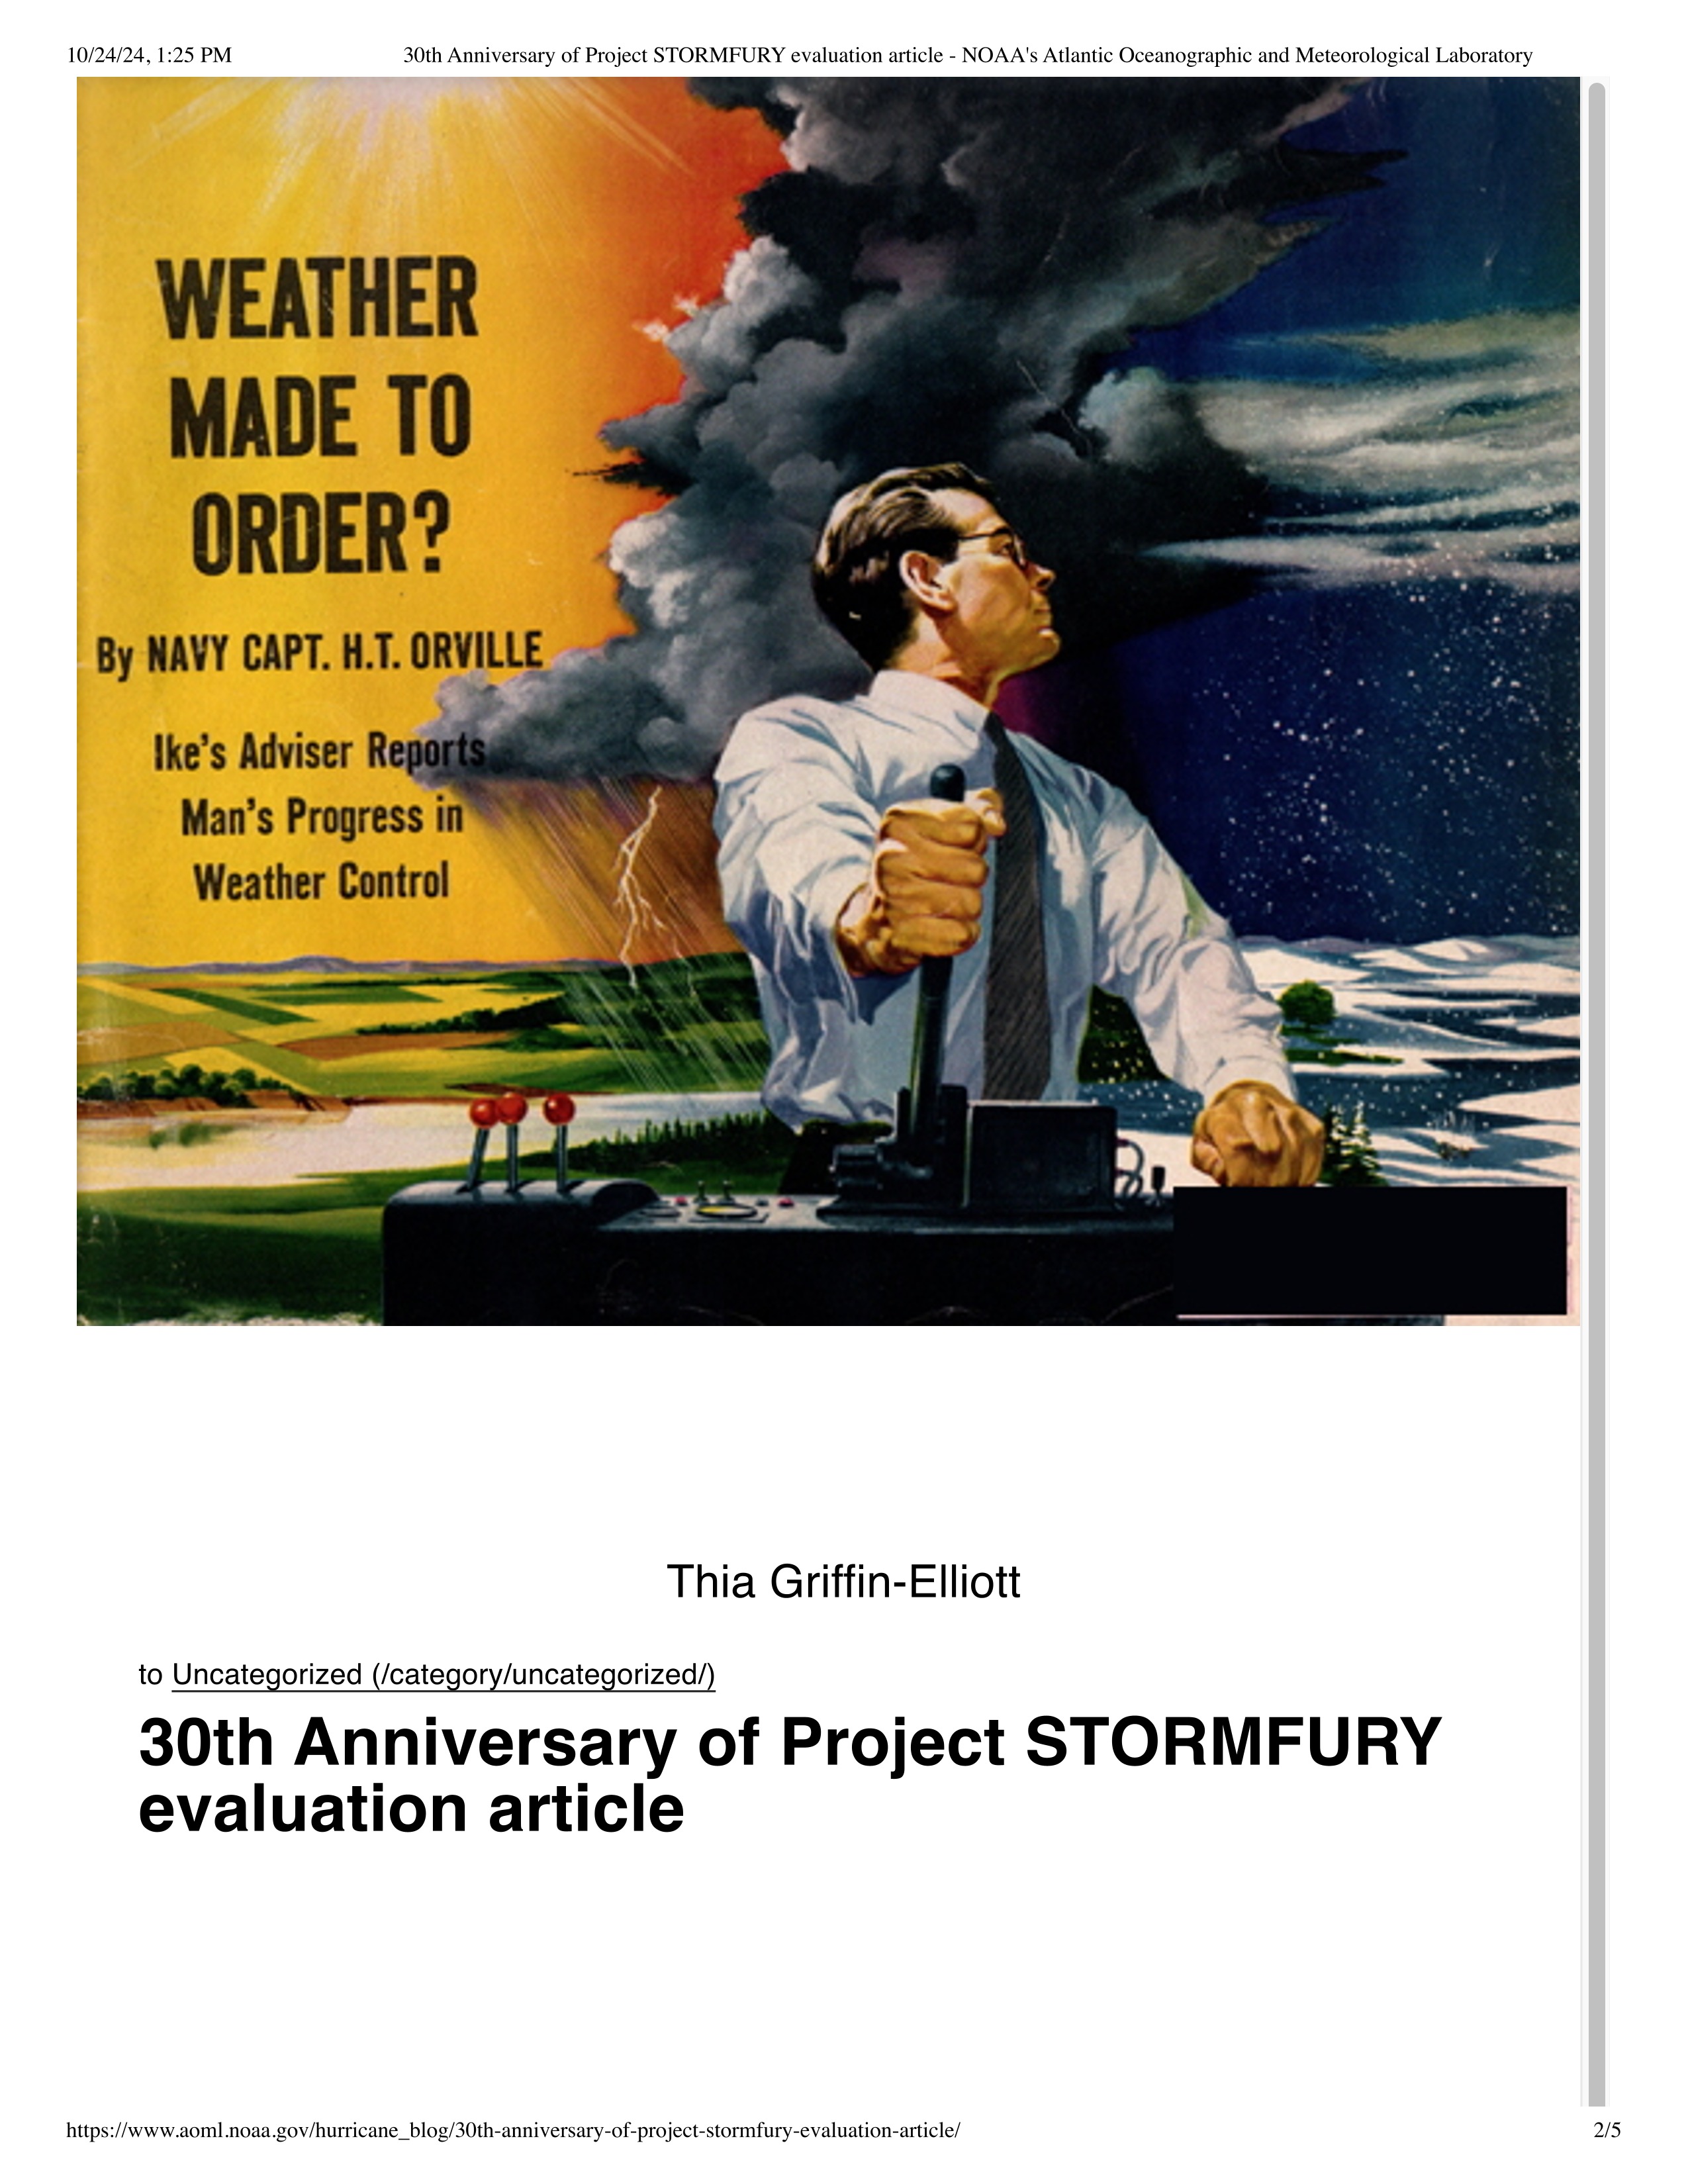 10/24/24, 1:25 PM 30th Anniversary of Project STORMFURY evaluation article - NOAA's Atlantic Oceanographic and Meteorological Laboratory
WEATHER
MADE TO
ORDER?
By NAVY CAPT. H.T. ORVILLE
Ike's Adviser Reports
Man's Progress in
Weather Control
Thia Griffin-Elliott
to Uncategorized (/category/uncategorized/)
30th Anniversary of Project STORMFURY
evaluation article
https://www.aoml.noaa.gov/hurricane_blog/30th-anniversary-of-project-stormfury-evaluation-article/ 2/5